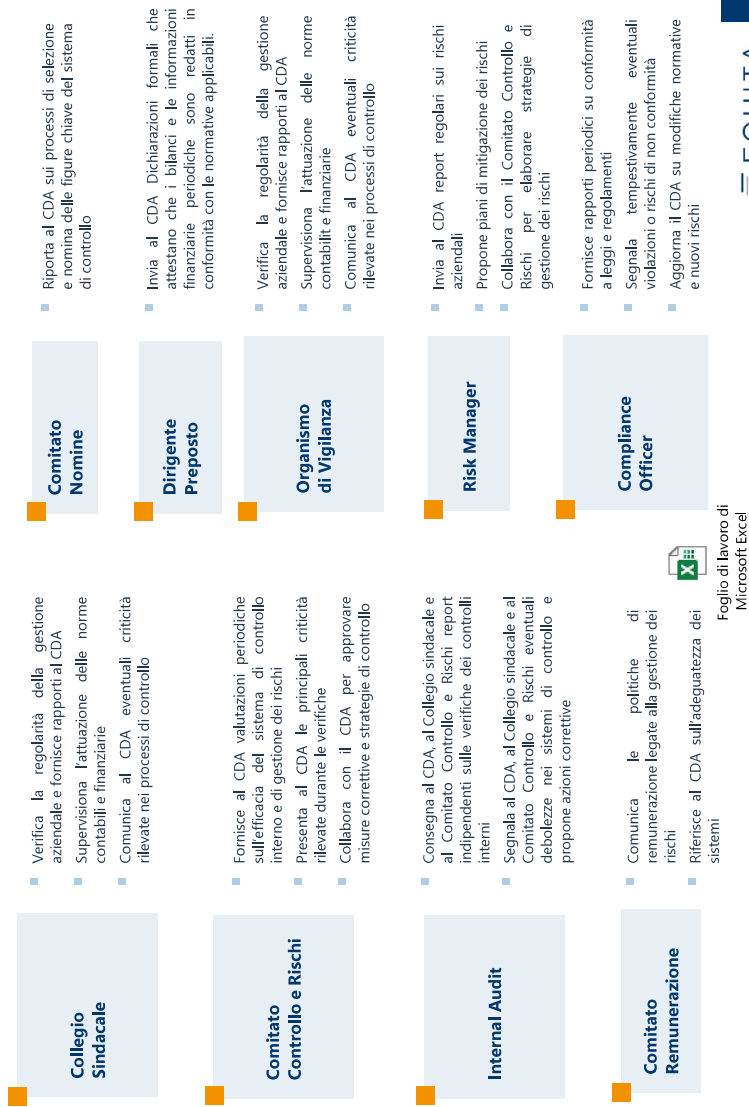 Collegio
Sindacale
Verifica la regolarità della gestione
aziendale e fornisce rapporti al CDA
Supervisiona l'attuazione delle norme
contabili e finanziarie
Comunica al CDA eventuali criticità
rilevate nei processi di controllo
Comitato
Controllo e Rischi
Fornisce al CDA valutazioni periodiche
sull'efficacia del sistema di controllo
interno e di gestione dei rischi
Presenta al CDA le principali criticità
rilevate durante le verifiche
Collabora con il CDA per approvare
misure correttive e strategie di controllo
Internal Audit
Consegna al CDA, al Collegio sindacale e
al Comitato Controllo e Rischi report
indipendenti sulle verifiche dei controlli
interni
Segnala al CDA, al Collegio sindacale e al
Comitato Controllo e Rischi eventuali
debolezze nei sistemi di controllo e
propone azioni correttive
Comitato
Remunerazione
Comunica le politiche di
remunerazione legate alla gestione dei
rischi
Riferisce al CDA sull'adeguatezza dei
sistemi
Comitato
Nomine
Riporta al CDA sui processi di selezione
e nomina delle figure chiave del sistema
di controllo
Dirigente
Preposto
Invia al CDA Dichiarazioni formali che
attestano che i bilanci e le informazioni
finanziarie periodiche sono redatti in
conformità con le normative applicabili.
Organismo
di Vigilanza
Verifica la regolarità della gestione
aziendale e fornisce rapporti al CDA
Supervisiona l'attuazione delle norme
contabilit e finanziarie
Comunica al CDA eventuali criticità
rilevate nei processi di controllo
Risk Manager
Invia al CDA report regolari sui rischi
aziendali
Propone piani di mitigazione dei rischi
Collabora con il Comitato Controllo e
Rischi per elaborare strategie di
gestione dei rischi
Compliance
Officer
Fornisce rapporti periodici su conformità
a leggi e regolamenti
Segnala tempestivamente eventuali
violazioni o rischi di non conformità
Aggiorna il CDA su modifiche normative
e nuovi rischi
X
Foglio di lavoro di
Microsoft Excel